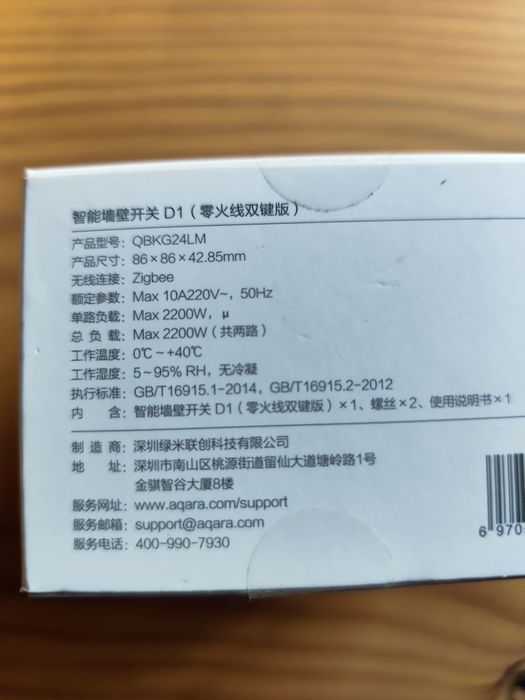 智能墙壁开关 D1（零火线双键版）
产品型号：QBKG24LM
产品尺寸：86×86×42.85mm
无线连接：Zigbee
额定参数：Max 10A220V~，50Hz
单路负载：Max 2200W，μ
总 负 载：Max 2200W（共两路）
工作温度：0℃ ~ +40℃
工作湿度：5~95% RH，无冷凝
执行标准：GB/T16915.1-2014，GB/T16915.2-2012
内 含：智能墙壁开关 D1（零火线双键版）×1、螺丝×2、使用说明书×1
制 造 商：深圳绿米联创科技有限公司
地 址：深圳市南山区桃源街道留仙大道塘岭路1号
金骐智谷大厦8楼
服务网址：www.aqara.com/support
服务邮箱：support@aqara.com
服务电话：400-990-7930
6 970